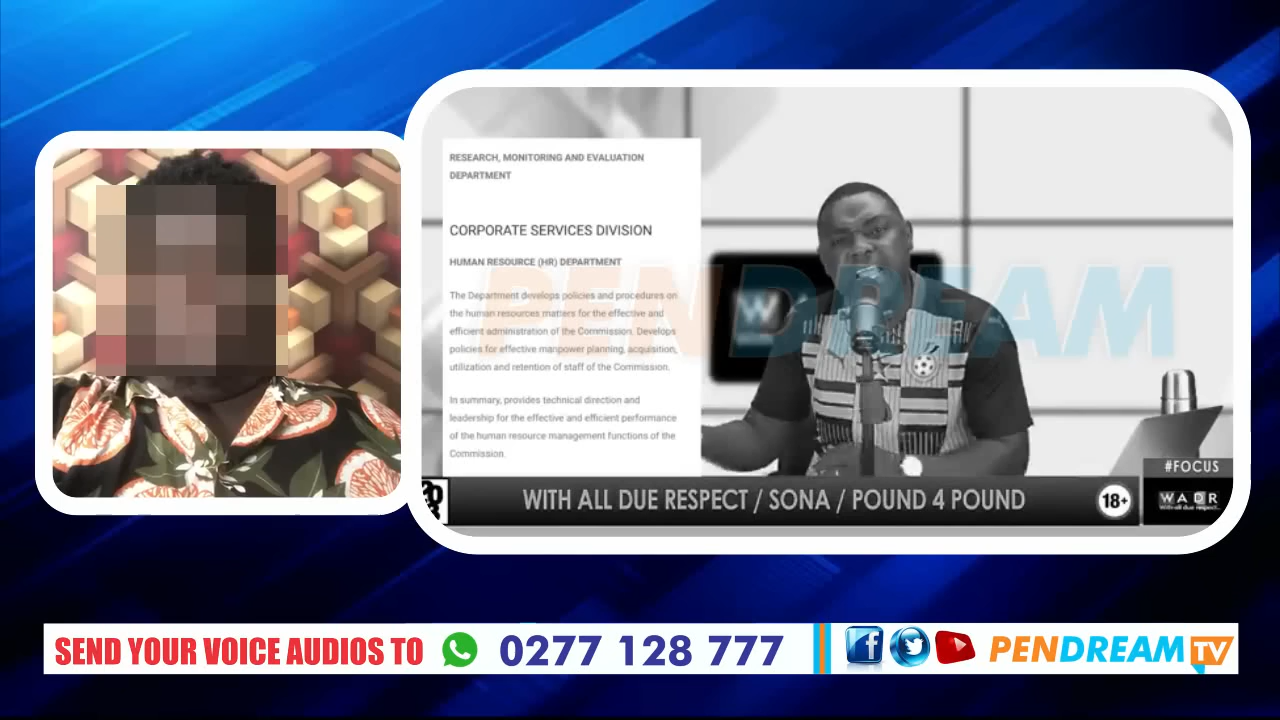 RESEARCH, MONITORING AND EVALUATION
DEPARTMENT
CORPORATE SERVICES DIVISION
HUMAN RESOURCE (HR) DEPARTMENT
The Department develops policies and procedures on
the human resources matters for the effective and
efficient administration of the Commission. Develops
policies for effective manpower planning, acquisition,
utilization and retention of staff of the Commission.
In summary, provides technical direction and
leadership for the effective and efficient performance
of the human resource management functions of the
Commission.
PENDREAM
#FOCUS
WITH ALL DUE RESPECT / SONA / POUND 4 POUND
18+
WADR
With all due respect...
SEND YOUR VOICE AUDIOS TO 0277 128 777
PENDREAM TV